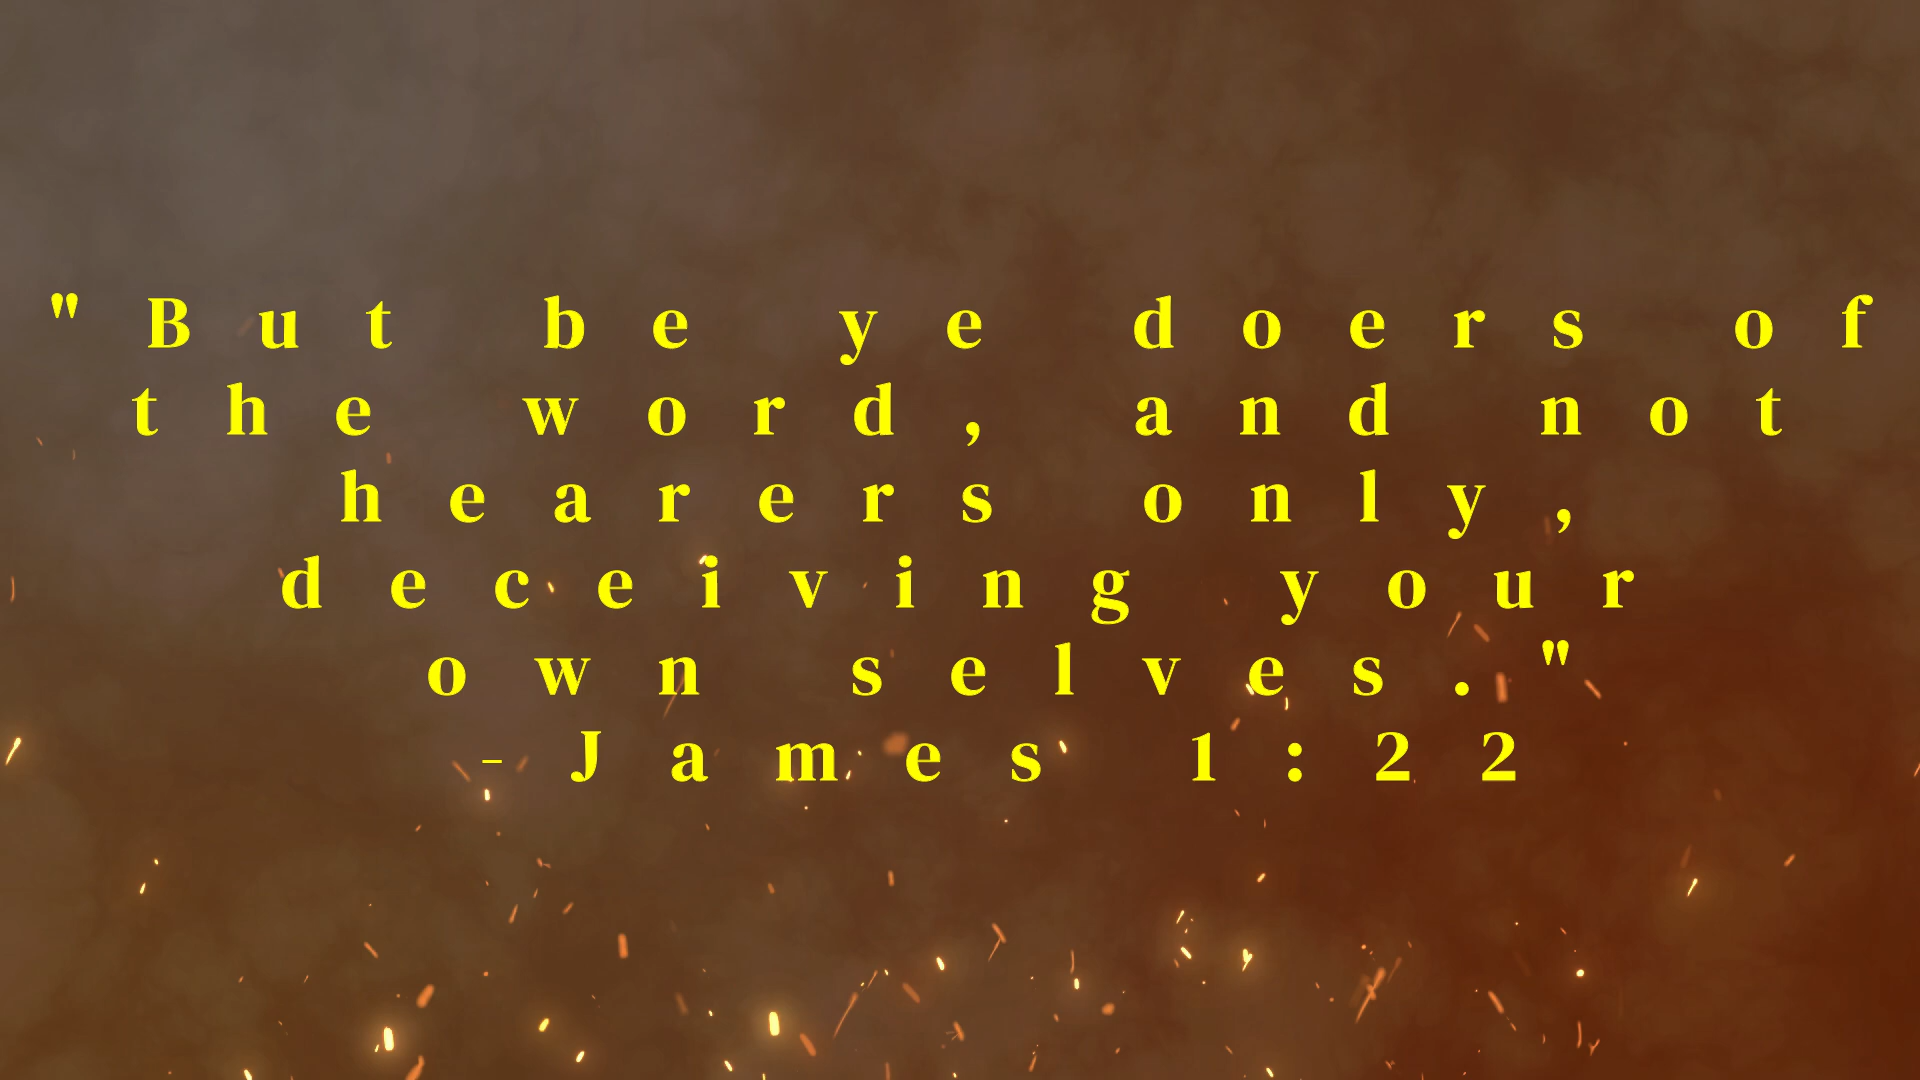 "But be ye doers of
the word, and not
hearers only,
deceiving your
own selves."
- James 1:22